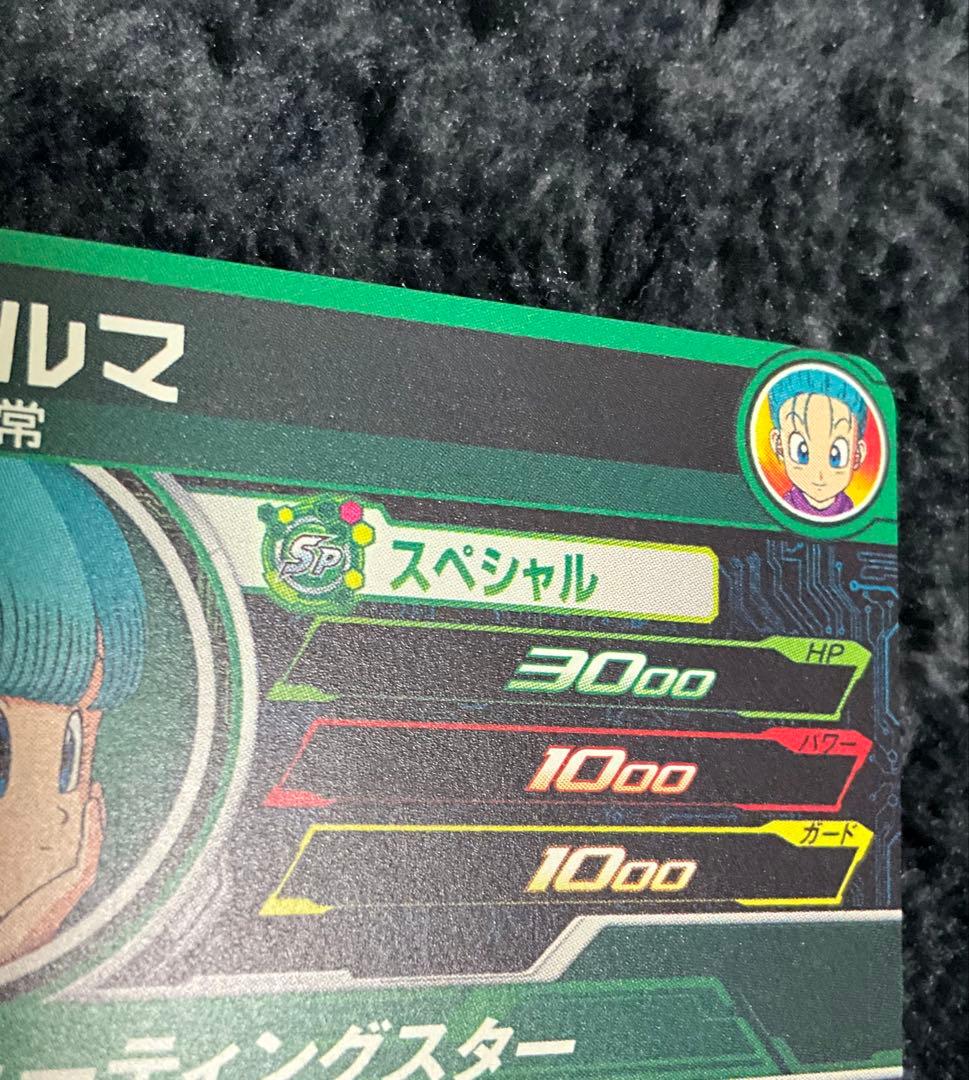 ルマ
常
SP スペシャル
3000 HP
1000 パワー
1000 ガード
ーティングスター